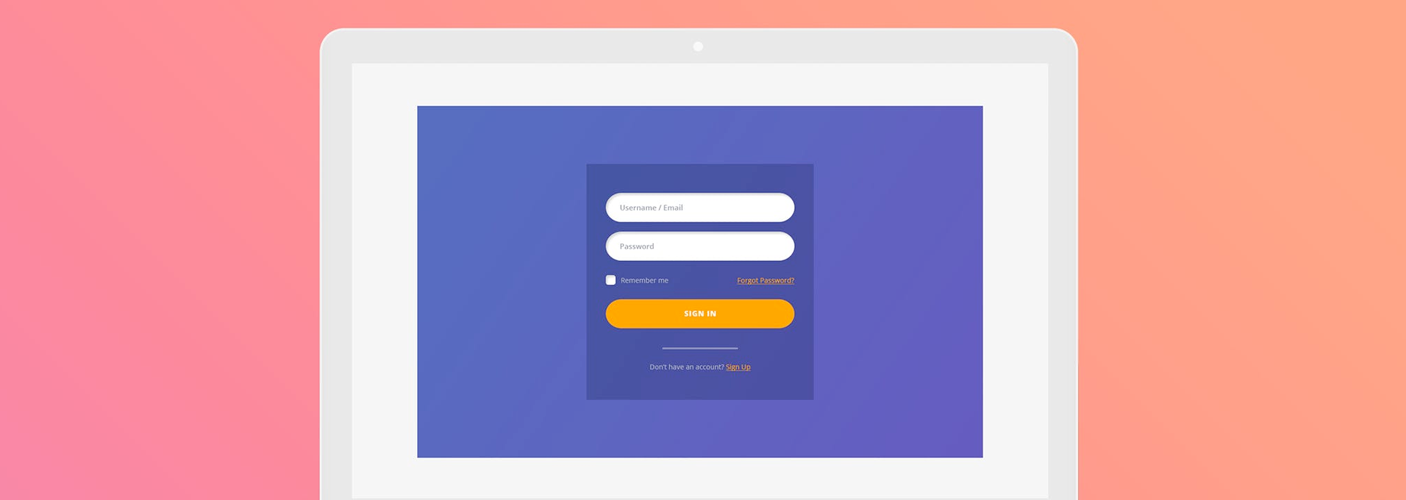 Username / Email
Password
Remember me Forgot Password?
SIGN IN
Don't have an account? Sign Up